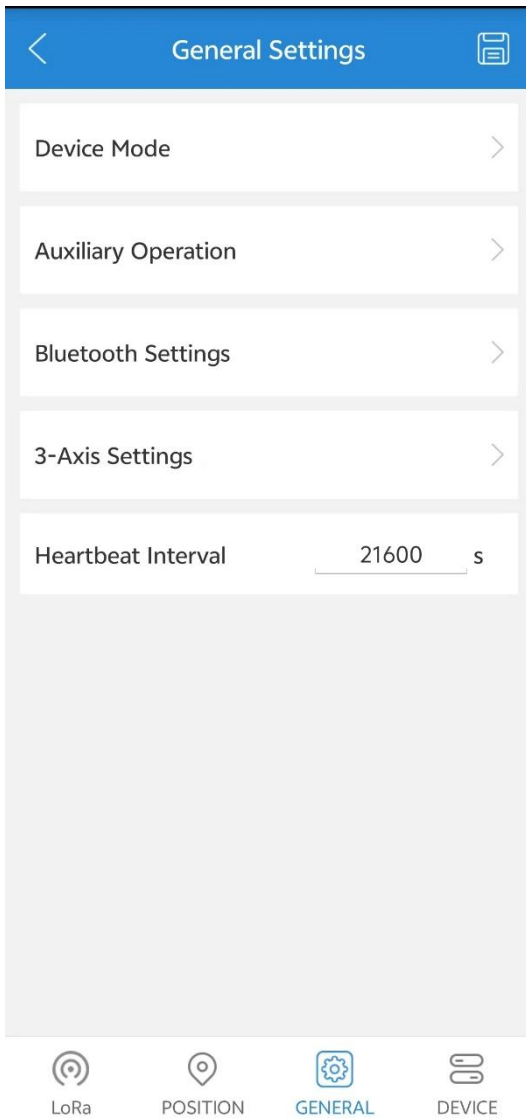 General Settings
Device Mode
Auxiliary Operation
Bluetooth Settings
3-Axis Settings
Heartbeat Interval 21600 s
LoRa POSITION GENERAL DEVICE